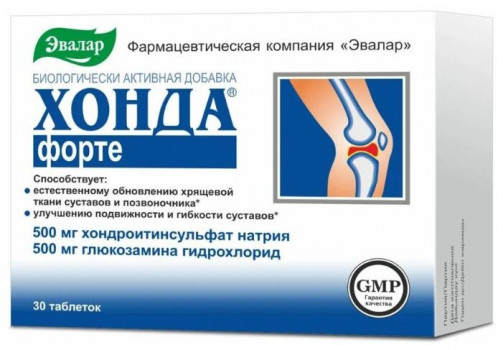 Эвалар
Фармацевтическая компания «Эвалар»
БИОЛОГИЧЕСКИ АКТИВНАЯ ДОБАВКА
ХОНДА®
форте
Способствует:
• естественному обновлению хрящевой
ткани суставов и позвоночника*
• улучшению подвижности и гибкости суставов*
500 мг хондроитинсульфат натрия
500 мг глюкозамина гидрохлорид
30 таблеток
GMP
Гарантия
качества